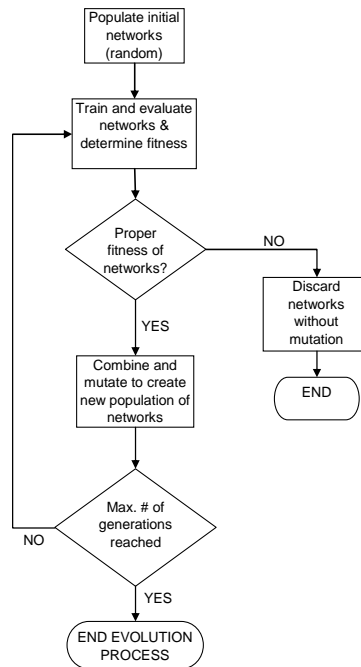 Populate initial
networks
(random)
Train and evaluate
networks &
determine fitness
Proper
fitness of
networks?
NO
Discard
networks
without
mutation
YES
END
Combine and
mutate to create
new population of
networks
Max. # of
generations
reached
NO
YES
END EVOLUTION
PROCESS